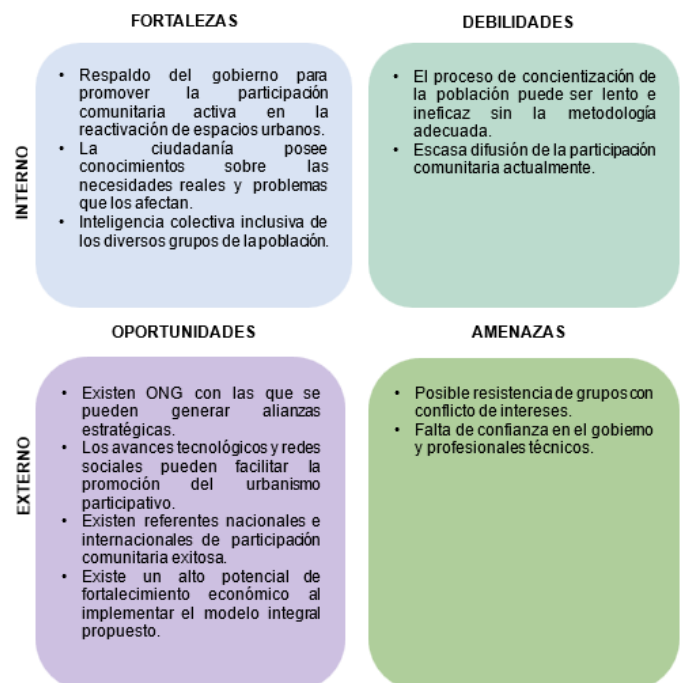 FORTALEZAS
DEBILIDADES
INTERNO
• Respaldo del gobierno para
promover la participación
comunitaria activa en la
reactivación de espacios urbanos.
• La ciudadanía posee
conocimientos sobre las
necesidades reales y problemas
que los afectan.
• Inteligencia colectiva inclusiva de
los diversos grupos de la población.
• El proceso de concientización de
la población puede ser lento e
ineficaz sin la metodología
adecuada.
• Escasa difusión de la participación
comunitaria actualmente.
OPORTUNIDADES
AMENAZAS
EXTERNO
• Existen ONG con las que se
pueden generar alianzas
estratégicas.
• Los avances tecnológicos y redes
sociales pueden facilitar la
promoción del urbanismo
participativo.
• Existen referentes nacionales e
internacionales de participación
comunitaria exitosa.
• Existe un alto potencial de
fortalecimiento económico al
implementar el modelo integral
propuesto.
• Posible resistencia de grupos con
conflicto de intereses.
• Falta de confianza en el gobierno
y profesionales técnicos.